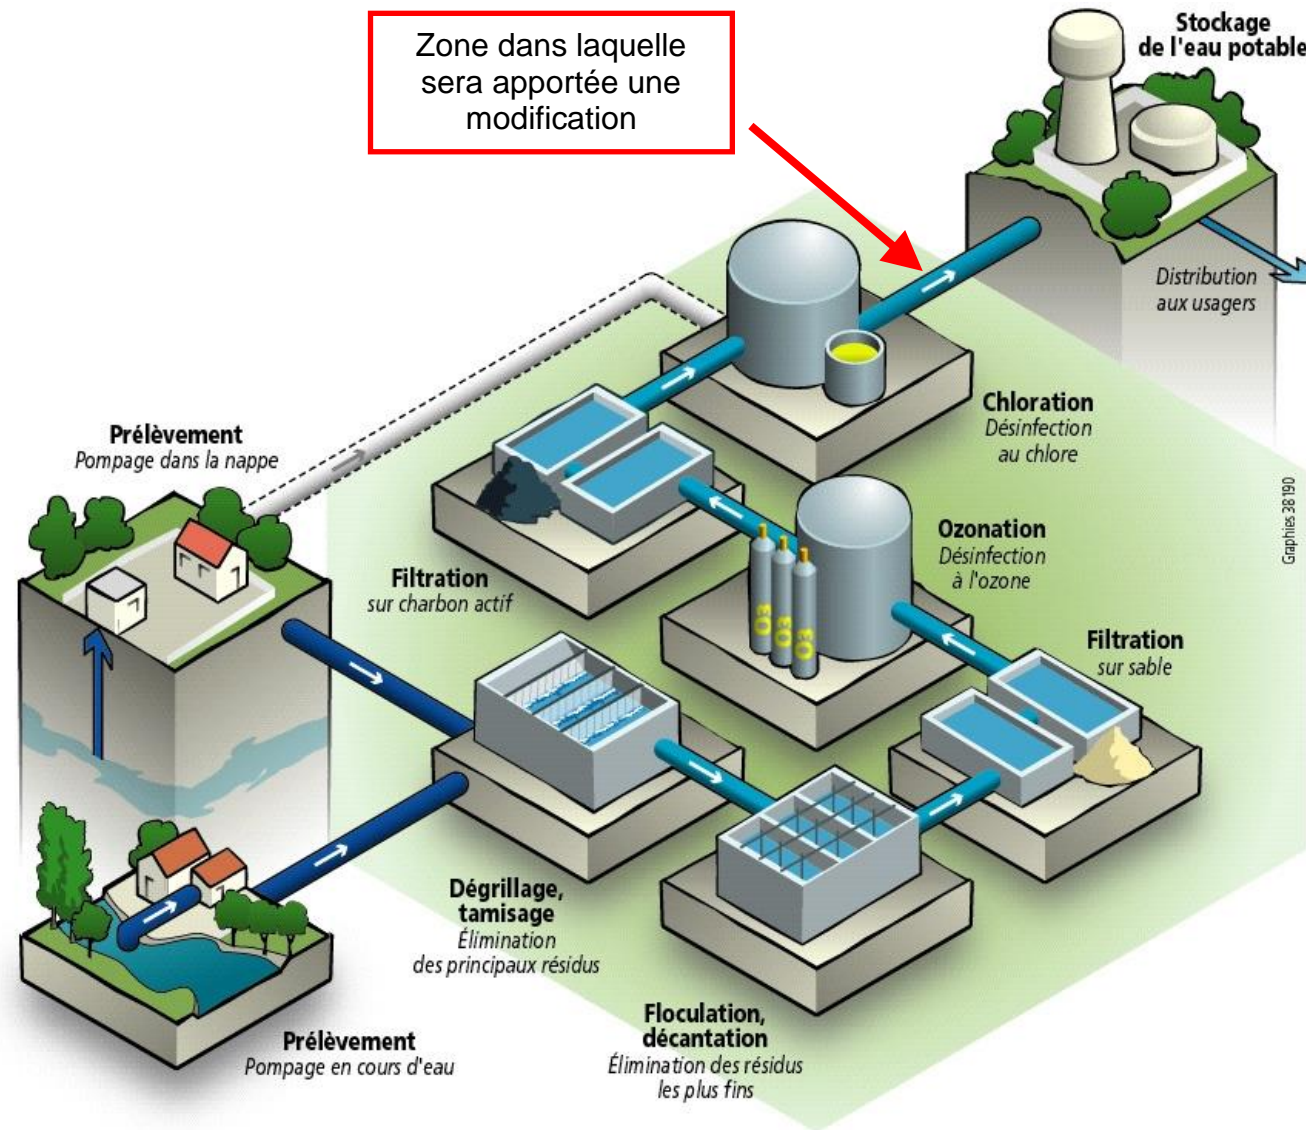 Zone dans laquelle
sera apportée une
modification
Stockage
de l'eau potable
Distribution
aux usagers
Chloration
Désinfection
au chlore
Prélèvement
Pompage dans la nappe
Graphies 38190
Ozonation
Désinfection
à l'ozone
Filtration
sur charbon actif
O3
O3
O3
Filtration
sur sable
Dégrillage,
tamisage
Élimination
des principaux résidus
Floculation,
décantation
Élimination des résidus
les plus fins
Prélèvement
Pompage en cours d'eau